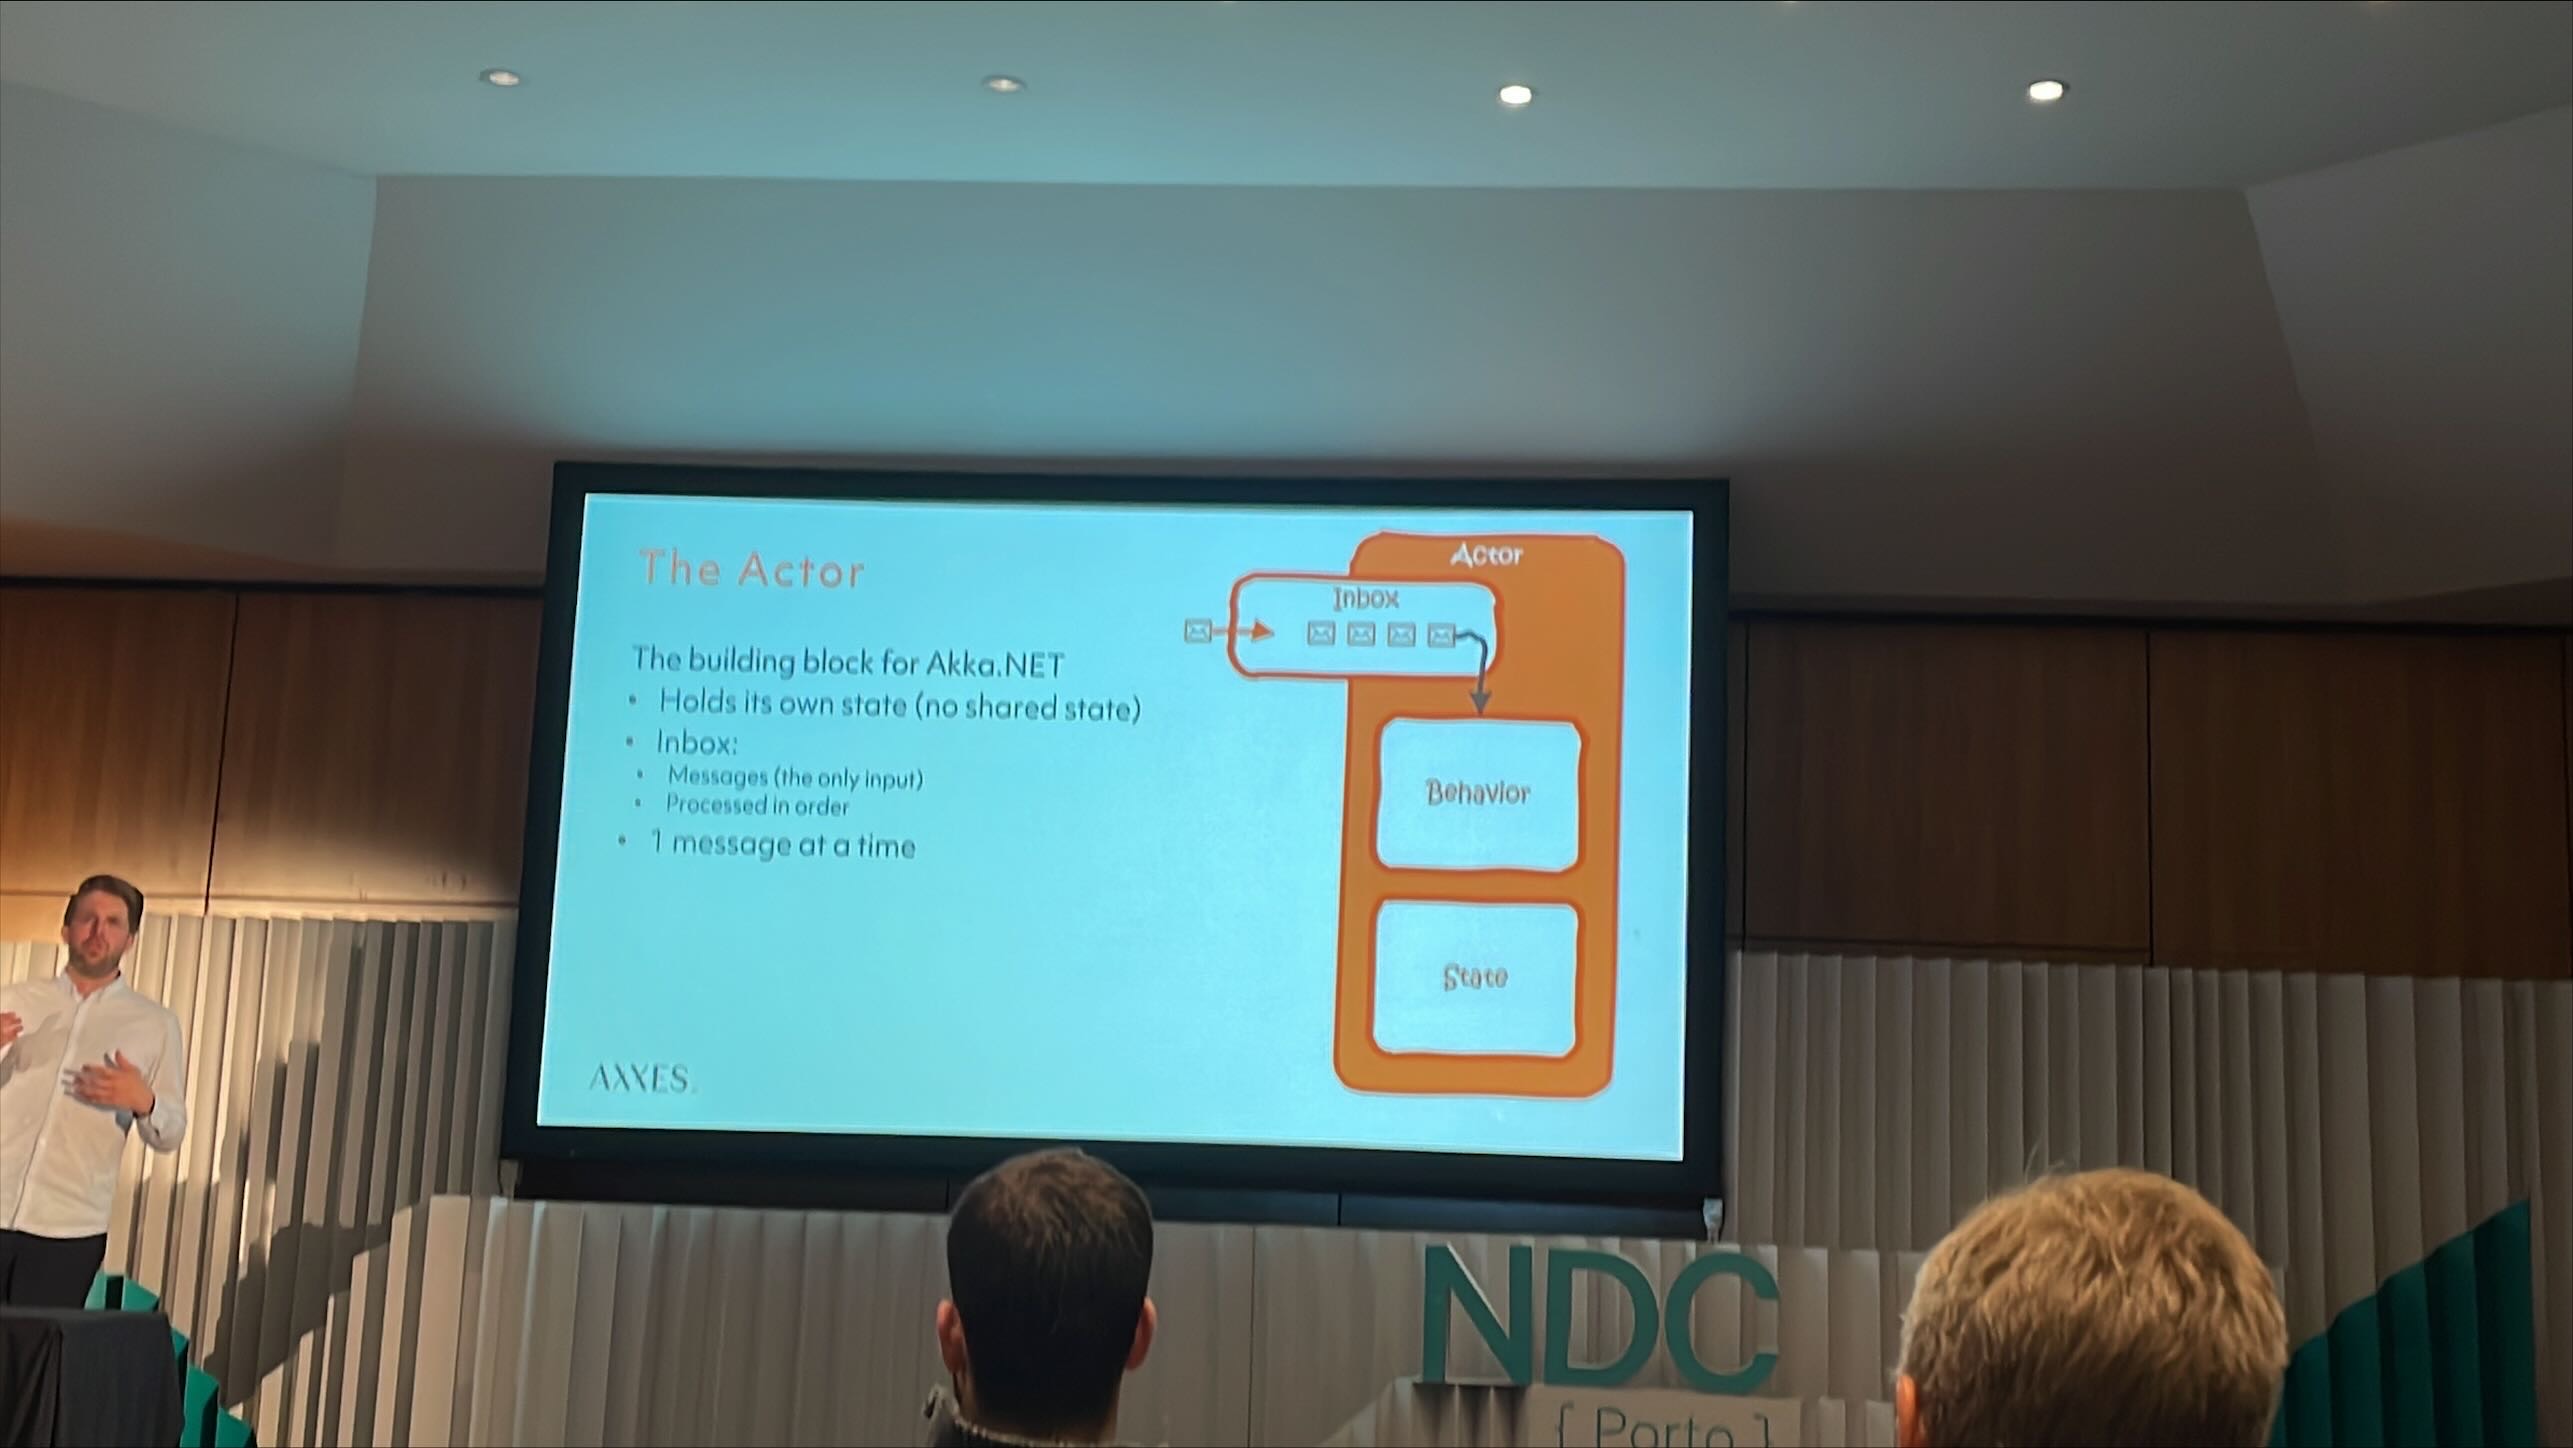 The Actor
The building block for Akka.NET
• Holds its own state (no shared state)
• Inbox:
• Messages (the only input)
• Processed in order
• 1 message at a time
AXXES.
Actor
Inbox
Behavior
State
NDC
{ Porto }